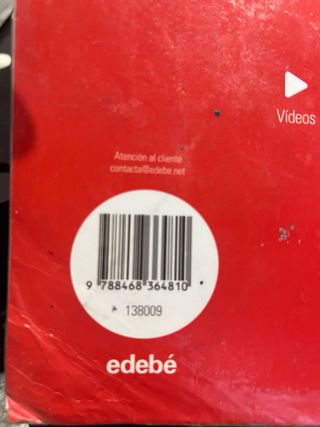 Vídeos
Atención al cliente
contacta@edebe.net
9 788468 364810
138009
edebé